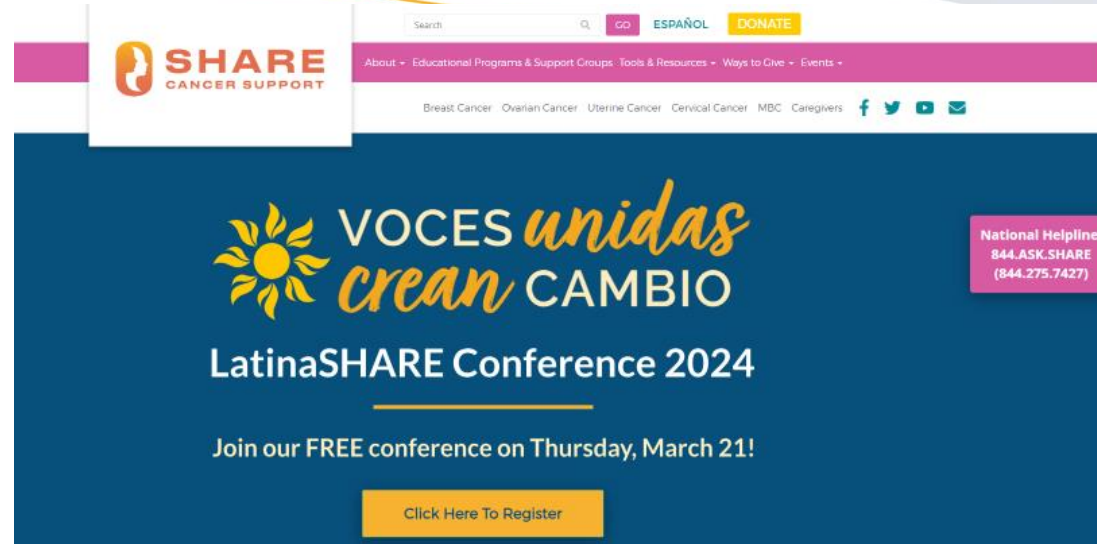 Search
GO
ESPAÑOL
DONATE
SHARE
CANCER SUPPORT
About Educational Programs & Support Groups Tools & Resources Ways to Give Events
Breast Cancer Ovarian Cancer Uterine Cancer Cervical Cancer MBC Caregivers
VOCES unidas
crean CAMBIO
National Helpline
844.ASK.SHARE
(844.275.7427)
LatinaSHARE Conference 2024
Join our FREE conference on Thursday, March 21!
Click Here To Register